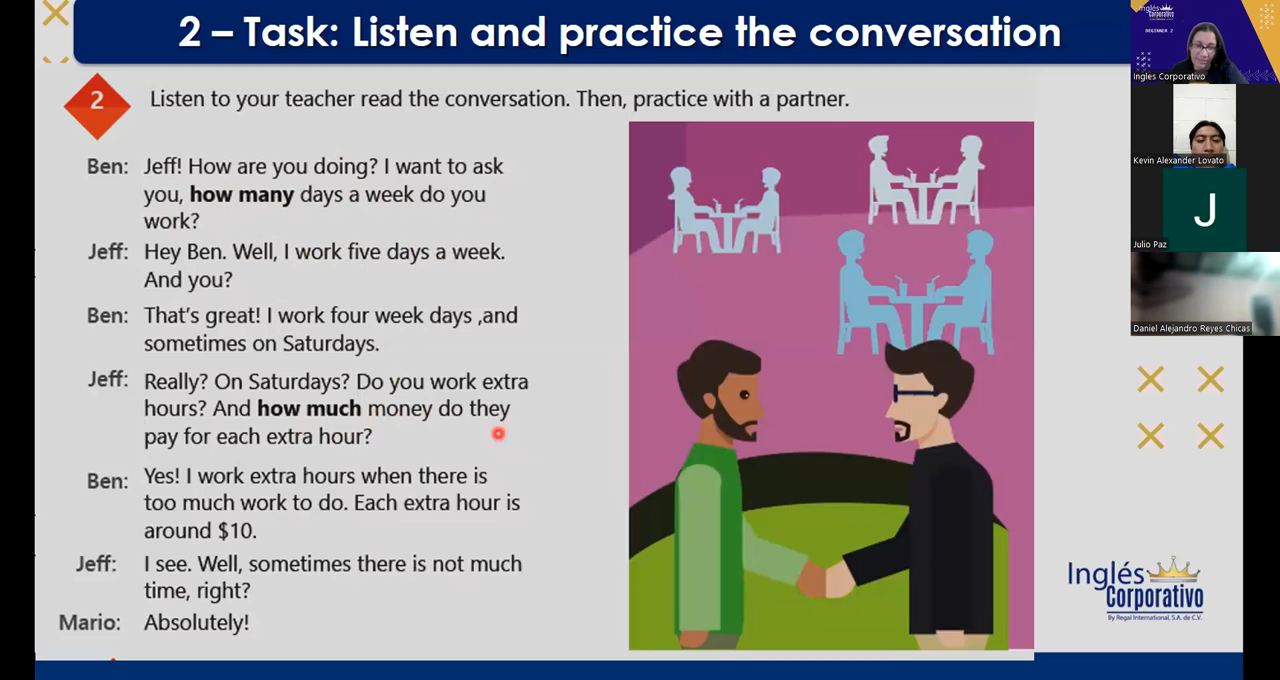 2 – Task: Listen and practice the conversation
2
Listen to your teacher read the conversation. Then, practice with a partner.
Ben: Jeff! How are you doing? I want to ask
you, how many days a week do you
work?
Jeff: Hey Ben. Well, I work five days a week.
And you?
Ben: That's great! I work four week days ,and
sometimes on Saturdays.
Jeff: Really? On Saturdays? Do you work extra
hours? And how much money do they
pay for each extra hour?
Ben: Yes! I work extra hours when there is
too much work to do. Each extra hour is
around $10.
Jeff: I see. Well, sometimes there is not much
time, right?
Mario: Absolutely!
Inglés
Corporativo
BEGINNER 2
Ingles Corporativo
Kevin Alexander Lovato
J
Julio Paz
Daniel Alejandro Reyes Chicas
Inglés
Corporativo
By Regal International, S.A. de C.V.